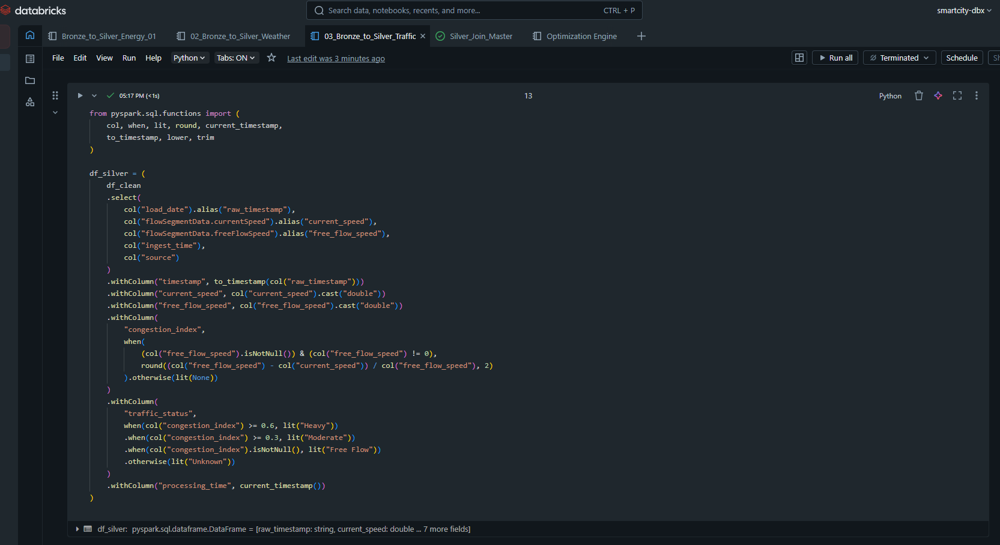 databricks
Search data, notebooks, recents, and more...
CTRL + P
smartcity-dbx
Bronze_to_Silver_Energy_01
02_Bronze_to_Silver_Weather
03_Bronze_to_Silver_Traffic
Silver_Join_Master
Optimization Engine
File Edit View Run Help Python Tabs: ON Last edit was 3 minutes ago
Run all
Terminated
Schedule
05:17 PM (<1s)
13
Python
from pyspark.sql.functions import (
    col, when, lit, round, current_timestamp,
    to_timestamp, lower, trim
)
df_silver = (
    df_clean
    .select(
        col("load_date").alias("raw_timestamp"),
        col("flowSegmentData.currentSpeed").alias("current_speed"),
        col("flowSegmentData.freeFlowSpeed").alias("free_flow_speed"),
        col("ingest_time"),
        col("source")
    )
    .withColumn("timestamp", to_timestamp(col("raw_timestamp")))
    .withColumn("current_speed", col("current_speed").cast("double"))
    .withColumn("free_flow_speed", col("free_flow_speed").cast("double"))
    .withColumn(
        "congestion_index",
        when(
            (col("free_flow_speed").isNotNull()) & (col("free_flow_speed") != 0),
            round((col("free_flow_speed") - col("current_speed")) / col("free_flow_speed"), 2)
        ).otherwise(lit(None))
    )
    .withColumn(
        "traffic_status",
        when(col("congestion_index") >= 0.6, lit("Heavy"))
        .when(col("congestion_index") >= 0.3, lit("Moderate"))
        .when(col("congestion_index").isNotNull(), lit("Free Flow"))
        .otherwise(lit("Unknown"))
    )
    .withColumn("processing_time", current_timestamp())
)
df_silver: pyspark.sql.dataframe.DataFrame = [raw_timestamp: string, current_speed: double ... 7 more fields]